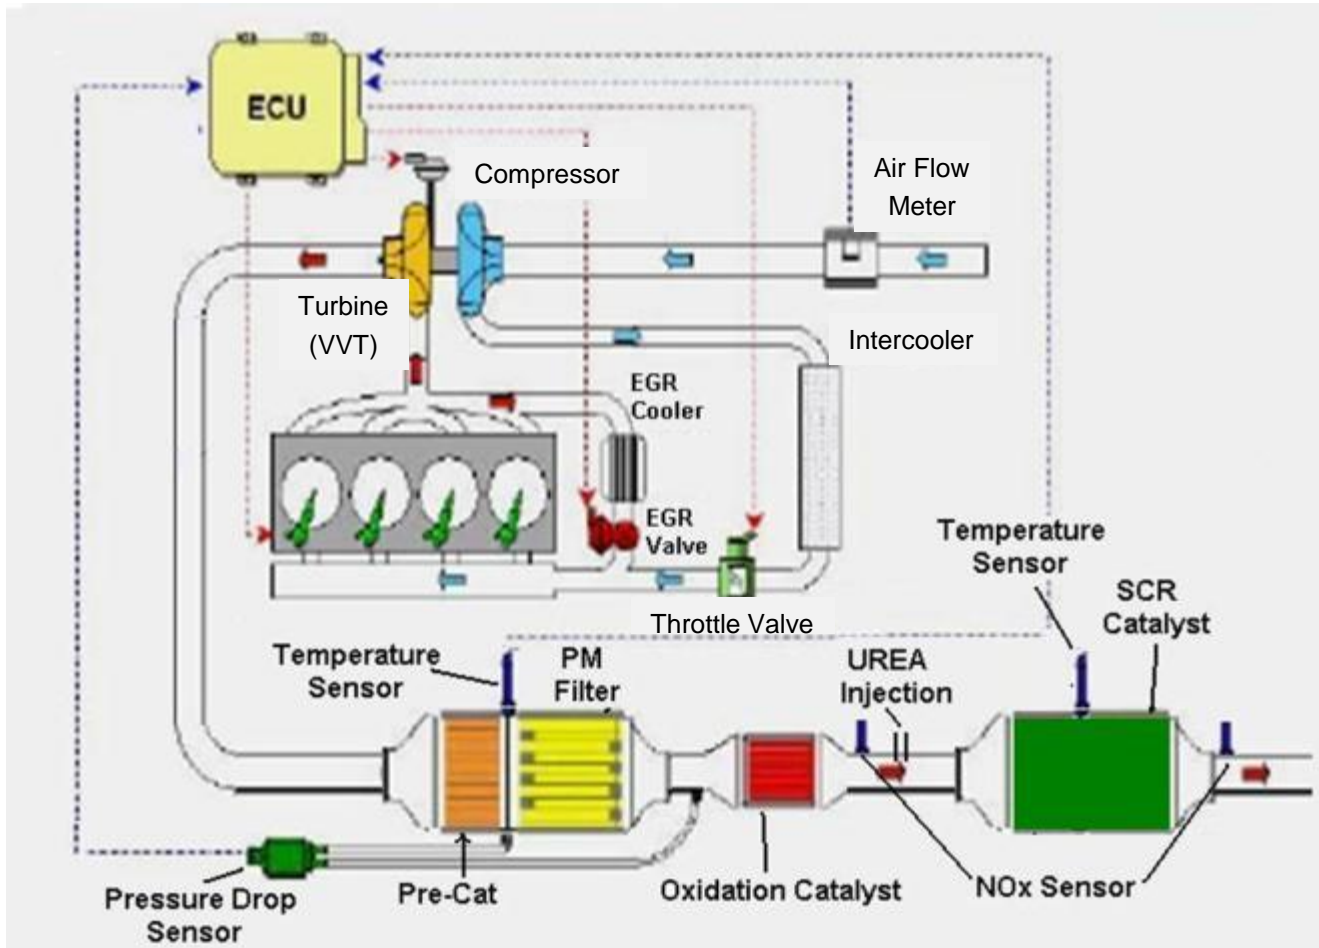 ECU
Compressor
Air Flow
Meter
Turbine
(VVT)
Intercooler
EGR
Cooler
EGR
Valve
Throttle Valve
Temperature
Sensor
SCR
Catalyst
Temperature
Sensor
PM
Filter
UREA
Injection
Pressure Drop
Sensor
Pre-Cat
Oxidation Catalyst
NOx Sensor